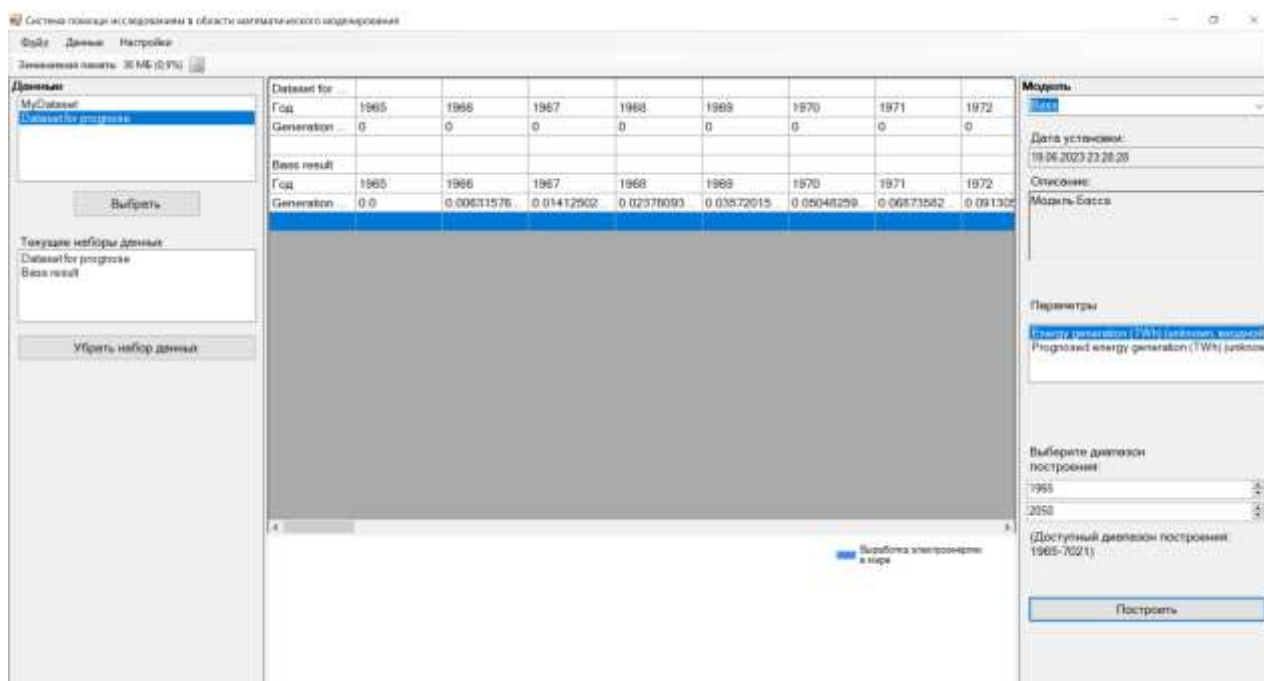 Система помощи исследованиям в области математического моделирования
Файл Данные Настройки
Занимаемая память: 36 МБ (0,9%)
Данные
MyDataset
Dataset for prognose
Выбрать
Текущие наборы данных
Dataset for prognose
Bass result
Убрать набор данных
Dataset for ...
Год 1965 1966 1967 1968 1969 1970 1971 1972
Generation ... 0 0 0 0 0 0 0 0
Bass result
Год 1965 1966 1967 1968 1969 1970 1971 1972
Generation ... 0.0 0.00631576... 0.01412502... 0.02378093... 0.03572015... 0.05048259... 0.06873582... 0.091305
Выработка электроэнергии
в мире
Модель
Bass
Дата установки:
19.06.2023 23:28:28
Описание:
Модель Басса
Параметры
Energy generation (TWh) (unknown, входной
Prognosed energy generation (TWh) (unknow
Выберите диапазон
построения:
1965
2050
(Доступный диапазон построения:
1965-7021)
Построить